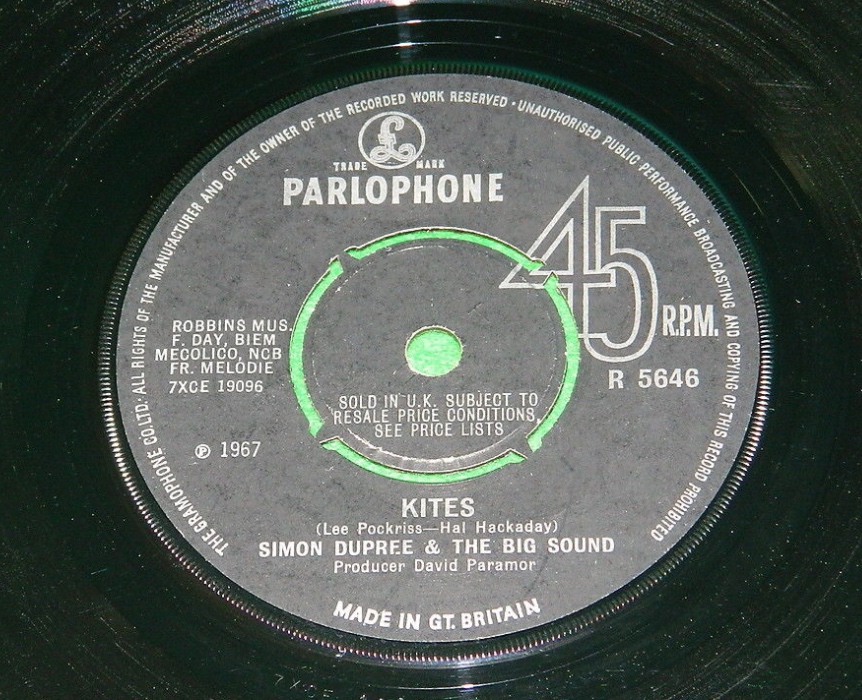 THE GRAMOPHONE CO.LTD. · ALL RIGHTS OF THE MANUFACTURER AND OF THE OWNER OF THE RECORDED WORK RESERVED · UNAUTHORISED PUBLIC PERFORMANCE BROADCASTING AND COPYING OF THIS RECORD PROHIBITED
£
TRADE MARK
PARLOPHONE
45
R.P.M.
R 5646
ROBBINS MUS.
F. DAY, BIEM
MECOLICO, NCB
FR. MELODIE
7XCE 19096
℗ 1967
SOLD IN U.K. SUBJECT TO
RESALE PRICE CONDITIONS,
SEE PRICE LISTS
KITES
(Lee Pockriss—Hal Hackaday)
SIMON DUPREE & THE BIG SOUND
Producer David Paramor
MADE IN GT. BRITAIN